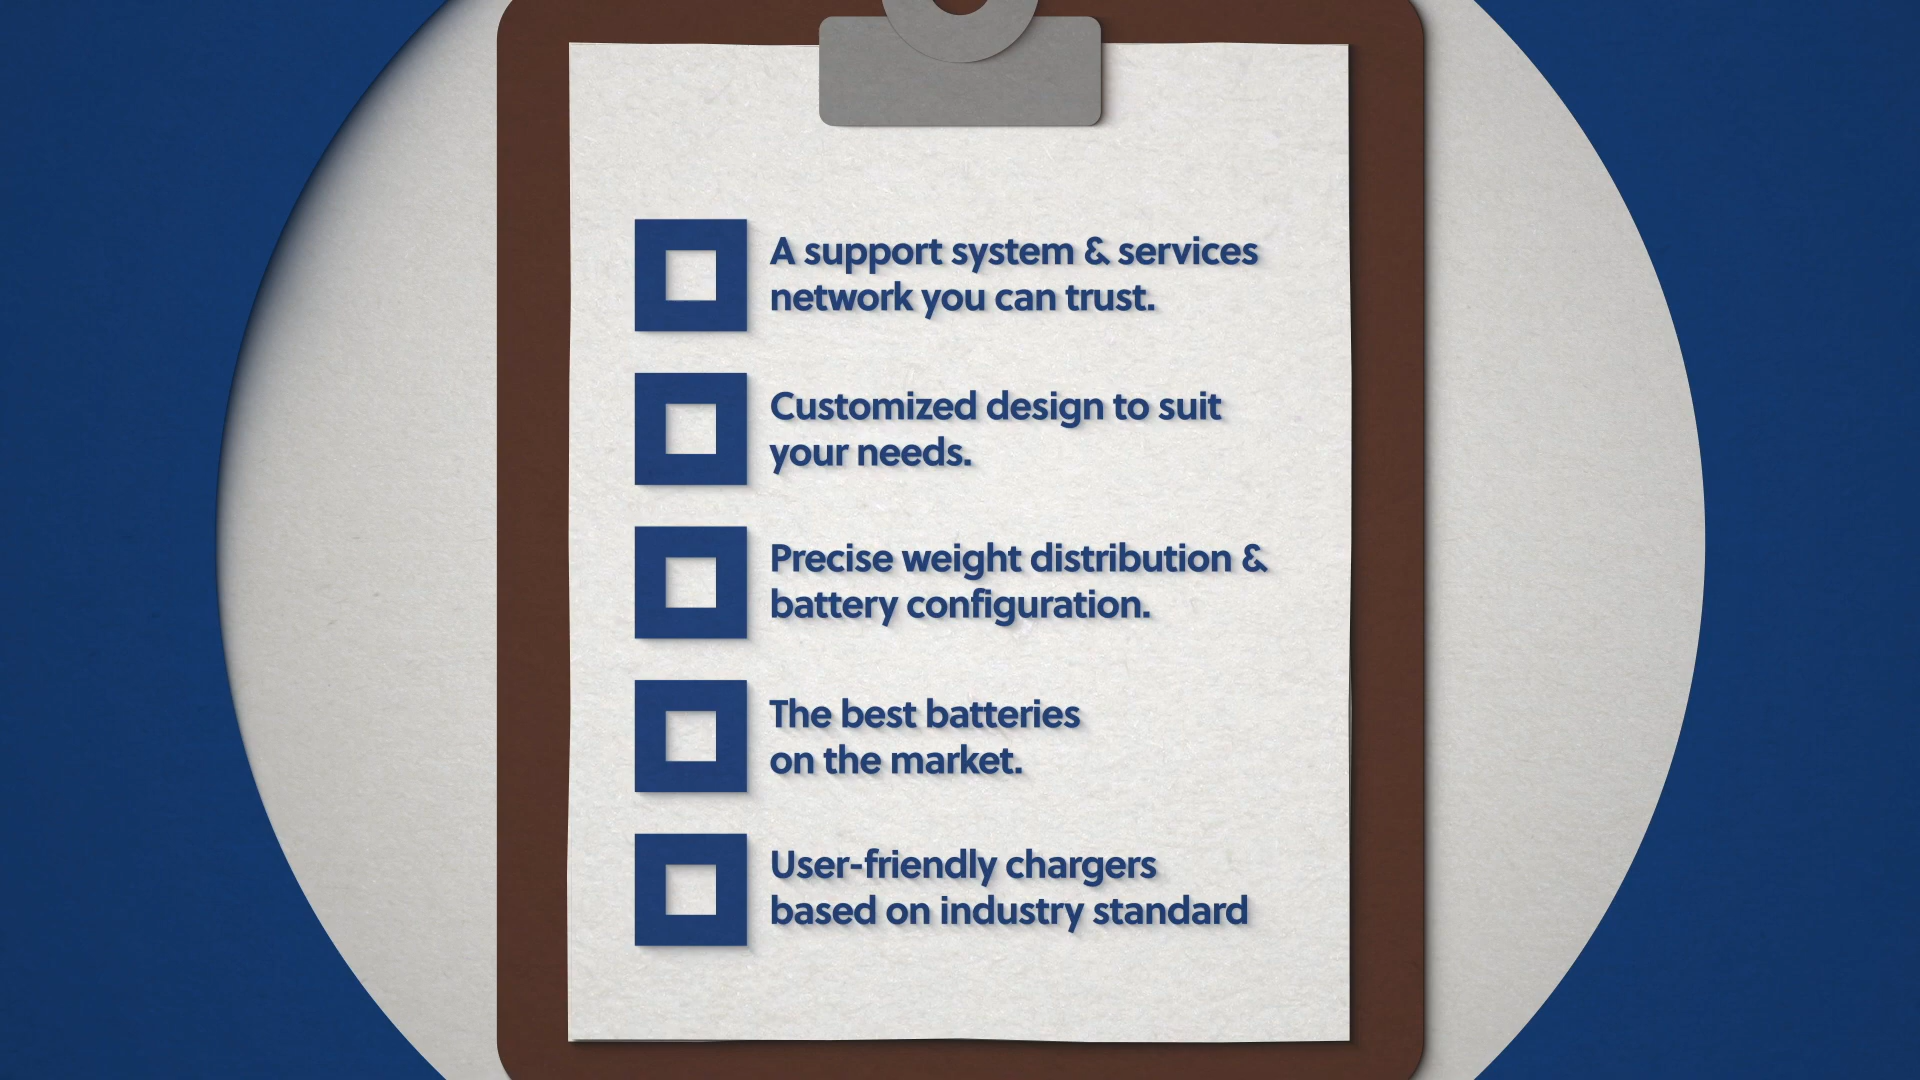 A support system & services
network you can trust.
Customized design to suit
your needs.
Precise weight distribution &
battery configuration.
The best batteries
on the market.
User-friendly chargers
based on industry standard